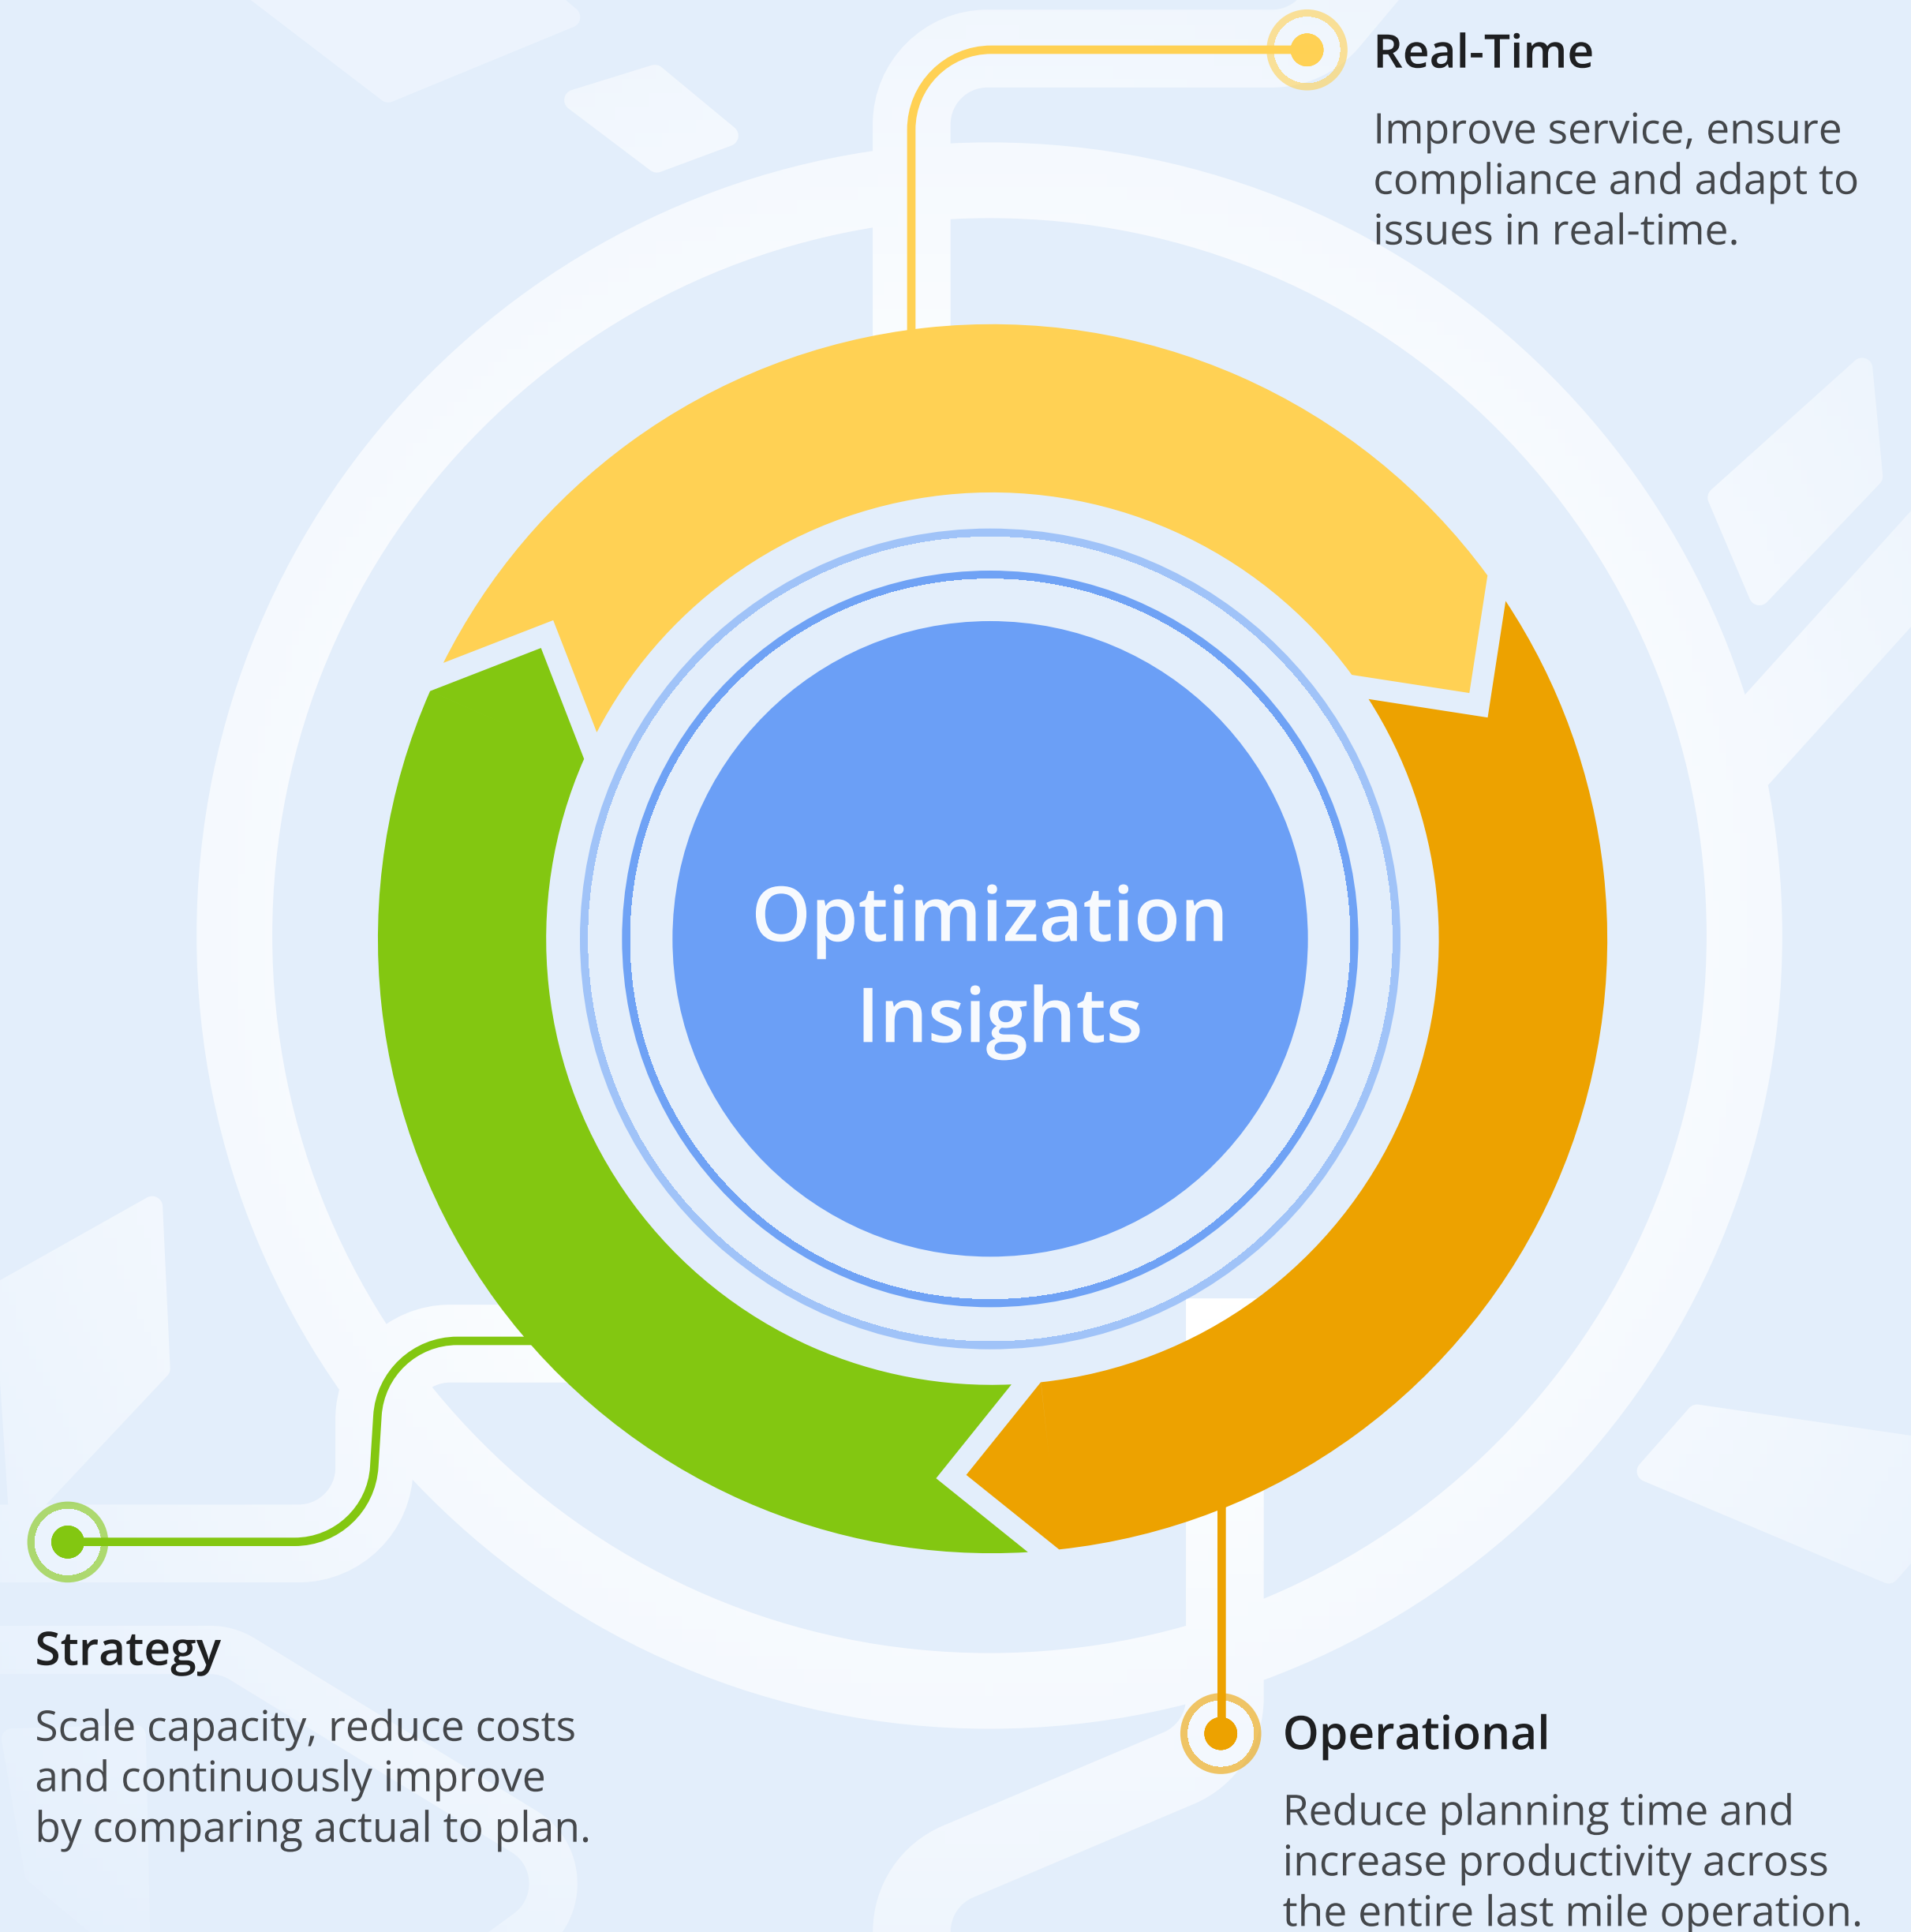 Real-Time
Improve service, ensure
compliance and adapt to
issues in real-time.
Optimization
Insights
Strategy
Scale capacity, reduce costs
and continuously improve
by comparing actual to plan.
Operational
Reduce planning time and
increase productivity across
the entire last mile operation.